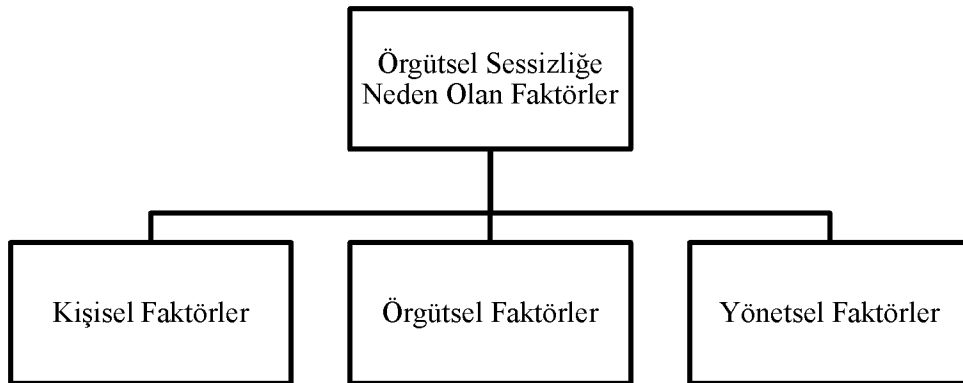 Örgütsel Sessizliğe
Neden Olan Faktörler
Kişisel Faktörler
Örgütsel Faktörler
Yönetsel Faktörler